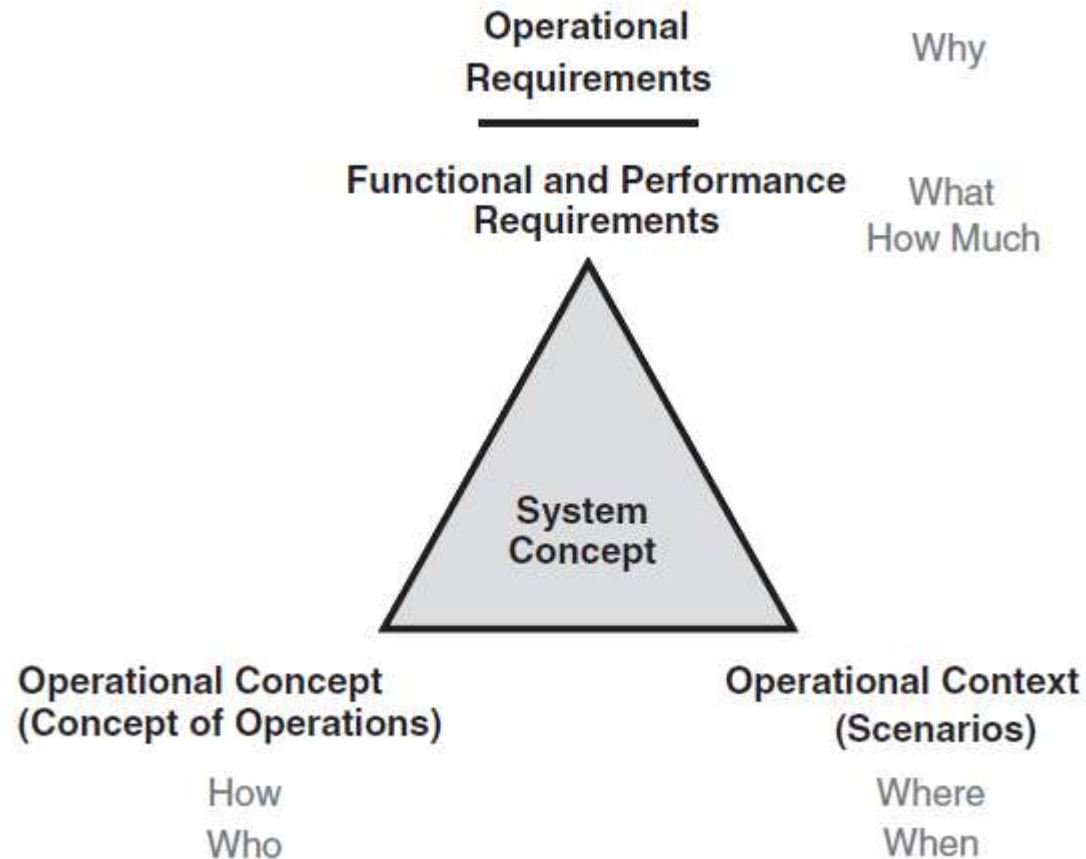 Operational
Requirements
Why
Functional and Performance
Requirements
What
How Much
System
Concept
Operational Concept
(Concept of Operations)
How
Who
Operational Context
(Scenarios)
Where
When